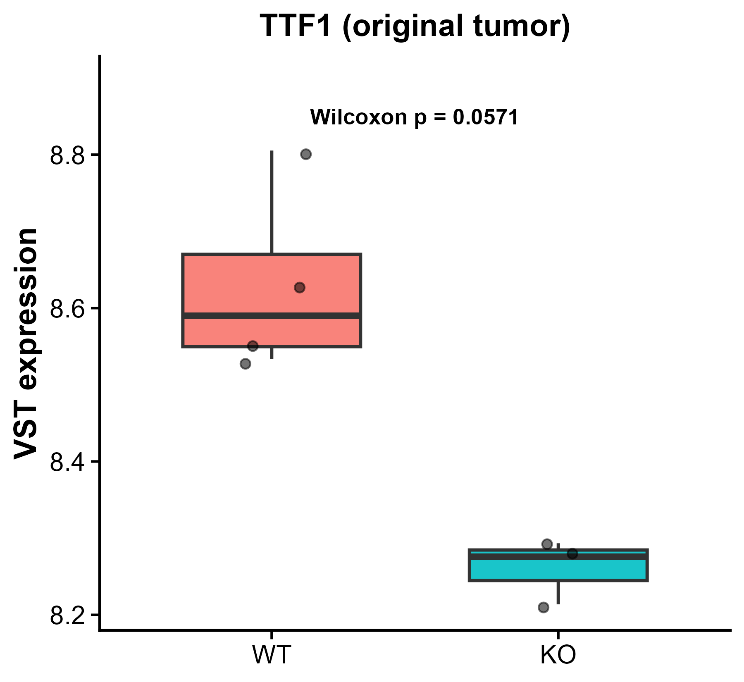 TTF1 (original tumor)
Wilcoxon p = 0.0571
VST expression
8.8
8.6
8.4
8.2
WT
KO